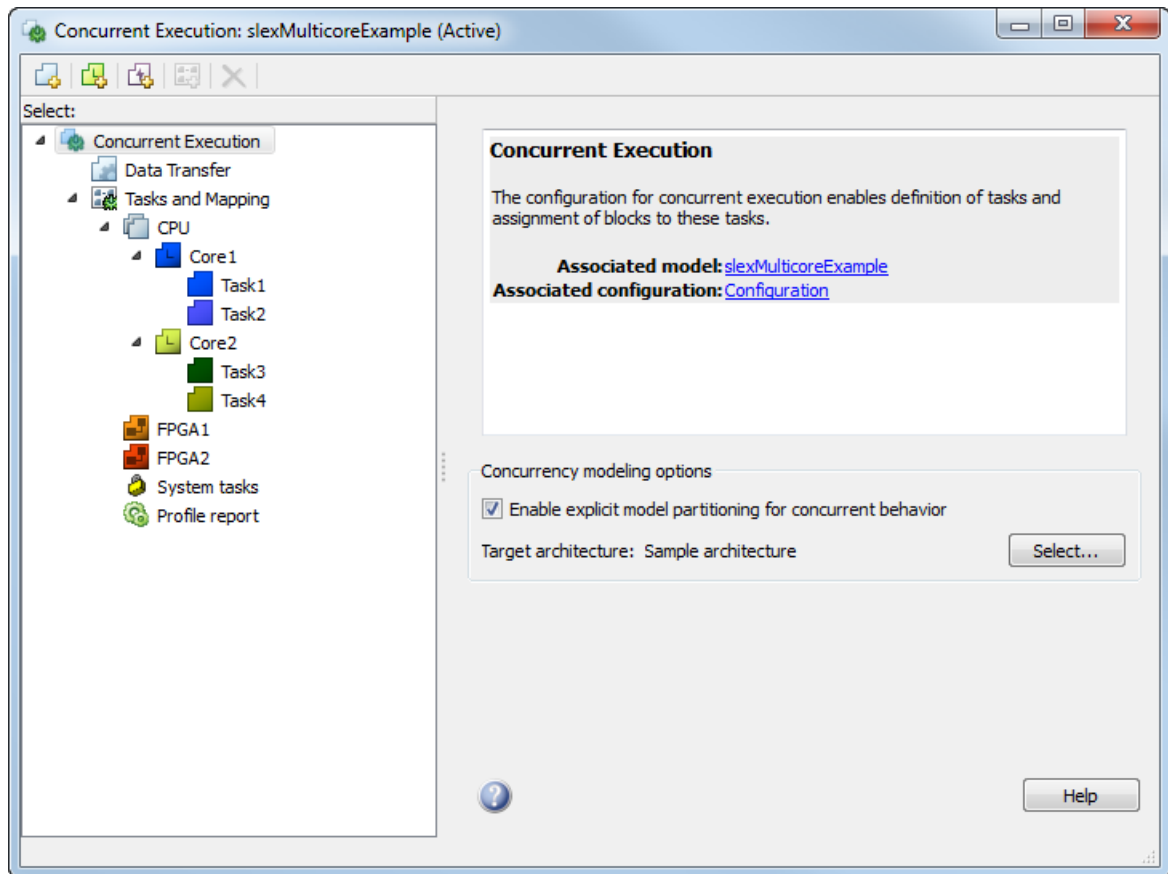 Concurrent Execution: slexMulticoreExample (Active)
Select:
Concurrent Execution
Data Transfer
Tasks and Mapping
CPU
Core1
Task1
Task2
Core2
Task3
Task4
FPGA1
FPGA2
System tasks
Profile report
Concurrent Execution
The configuration for concurrent execution enables definition of tasks and
assignment of blocks to these tasks.
Associated model: slexMulticoreExample
Associated configuration: Configuration
Concurrency modeling options
Enable explicit model partitioning for concurrent behavior
Target architecture: Sample architecture Select...
Help